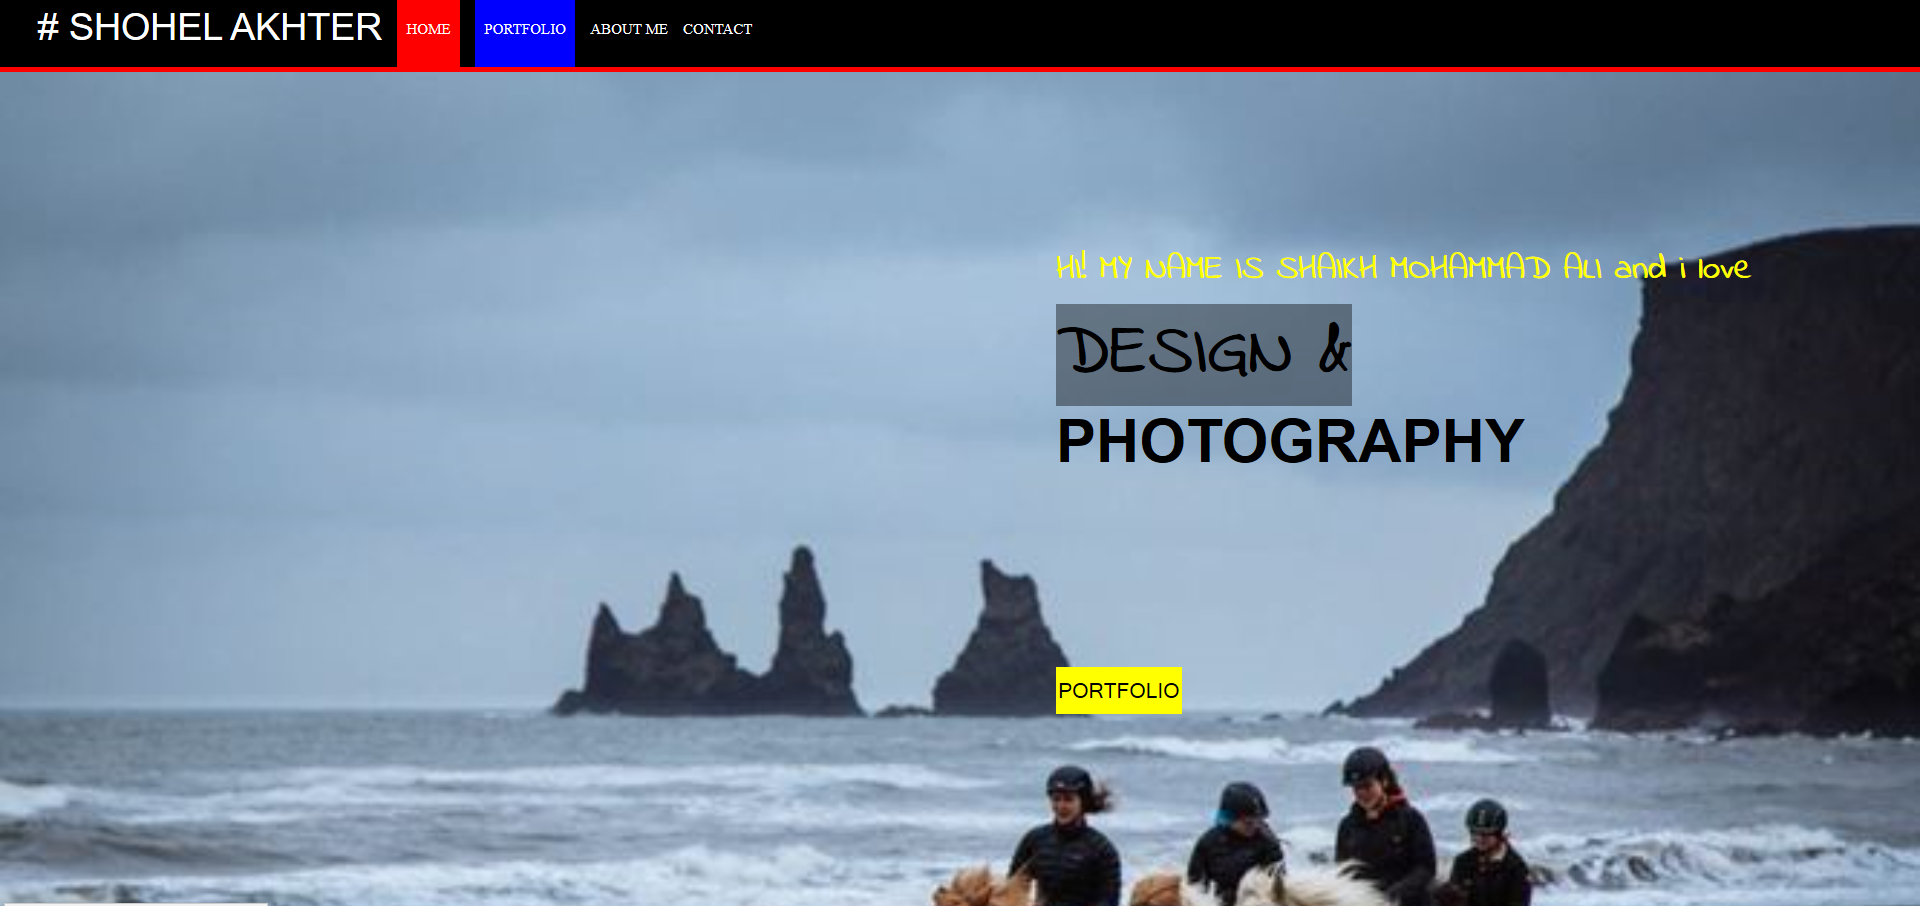 # SHOHEL AKHTER HOME PORTFOLIO ABOUT ME CONTACT
HI! MY NAME IS SHAIKH MOHAMMAD ALI and i love
DESIGN &
PHOTOGRAPHY
PORTFOLIO